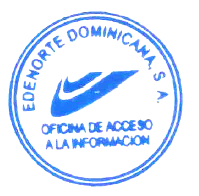 EDENORTE DOMINICANA, S.A.
OFICINA DE ACCESO
A LA INFORMACION